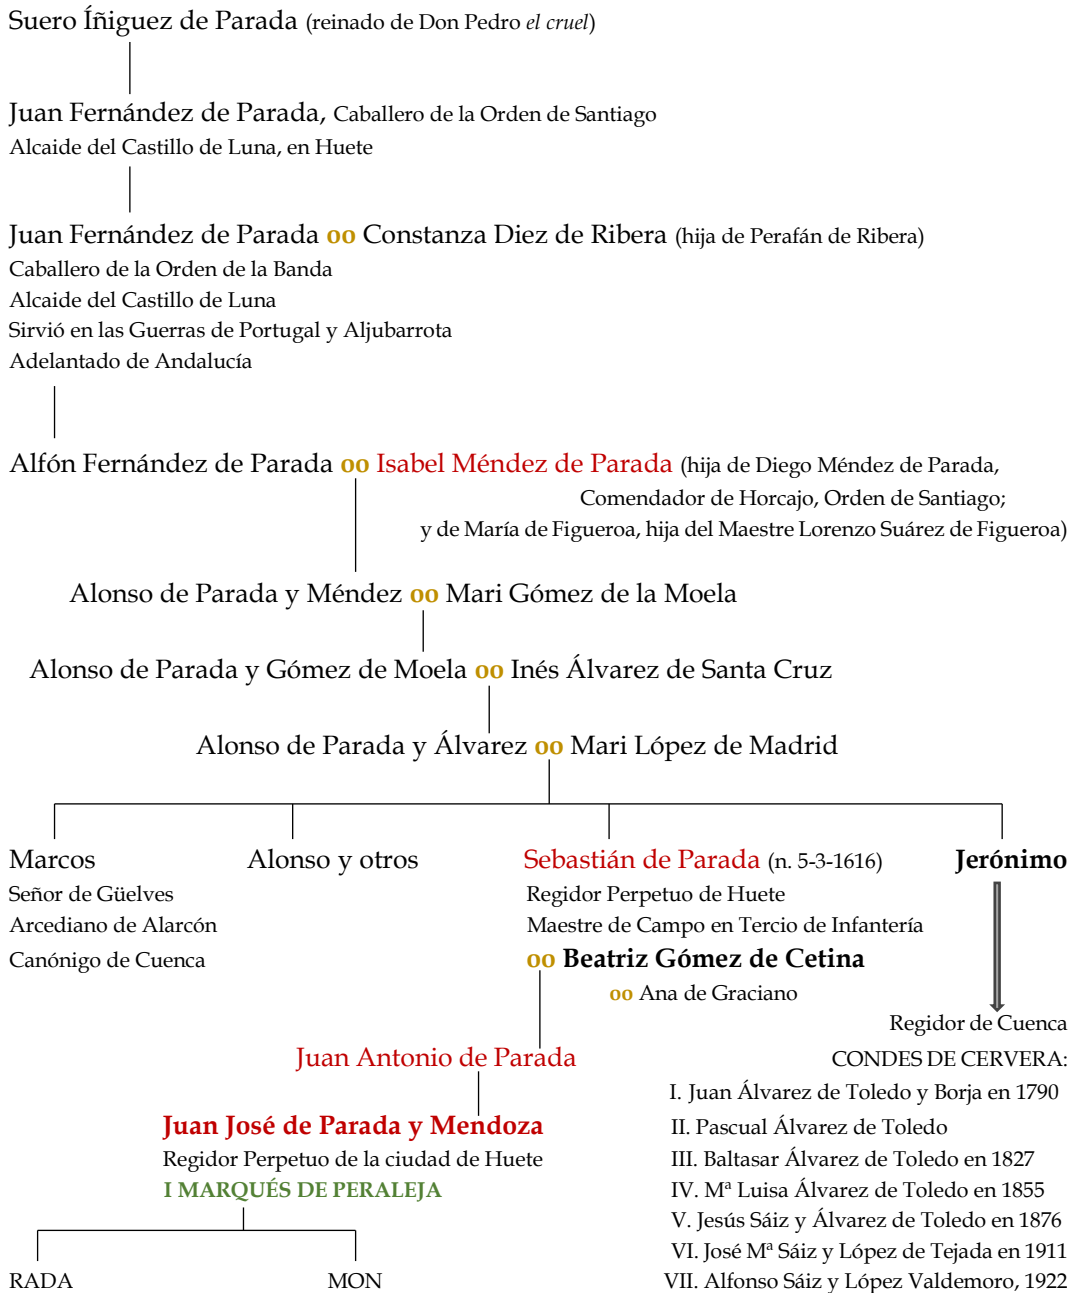 Suero Íñiguez de Parada (reinado de Don Pedro el cruel)
Juan Fernández de Parada, Caballero de la Orden de Santiago
Alcaide del Castillo de Luna, en Huete
Juan Fernández de Parada oo Constanza Diez de Ribera (hija de Perafán de Ribera)
Caballero de la Orden de la Banda
Alcaide del Castillo de Luna
Sirvió en las Guerras de Portugal y Aljubarrota
Adelantado de Andalucía
Alfón Fernández de Parada oo Isabel Méndez de Parada (hija de Diego Méndez de Parada,
Comendador de Horcajo, Orden de Santiago;
y de María de Figueroa, hija del Maestre Lorenzo Suárez de Figueroa)
Alonso de Parada y Méndez oo Mari Gómez de la Moela
Alonso de Parada y Gómez de Moela oo Inés Álvarez de Santa Cruz
Alonso de Parada y Álvarez oo Mari López de Madrid
Marcos
Señor de Güelves
Arcediano de Alarcón
Canónigo de Cuenca
Alonso y otros
Sebastián de Parada (n. 5-3-1616)
Regidor Perpetuo de Huete
Maestre de Campo en Tercio de Infantería
oo Beatriz Gómez de Cetina
oo Ana de Graciano
Jerónimo
Regidor de Cuenca
CONDES DE CERVERA:
I. Juan Álvarez de Toledo y Borja en 1790
II. Pascual Álvarez de Toledo
III. Baltasar Álvarez de Toledo en 1827
IV. Mª Luisa Álvarez de Toledo en 1855
V. Jesús Sáiz y Álvarez de Toledo en 1876
VI. José Mª Sáiz y López de Tejada en 1911
VII. Alfonso Sáiz y López Valdemoro, 1922
Juan Antonio de Parada
Juan José de Parada y Mendoza
Regidor Perpetuo de la ciudad de Huete
I MARQUÉS DE PERALEJA
RADA
MON